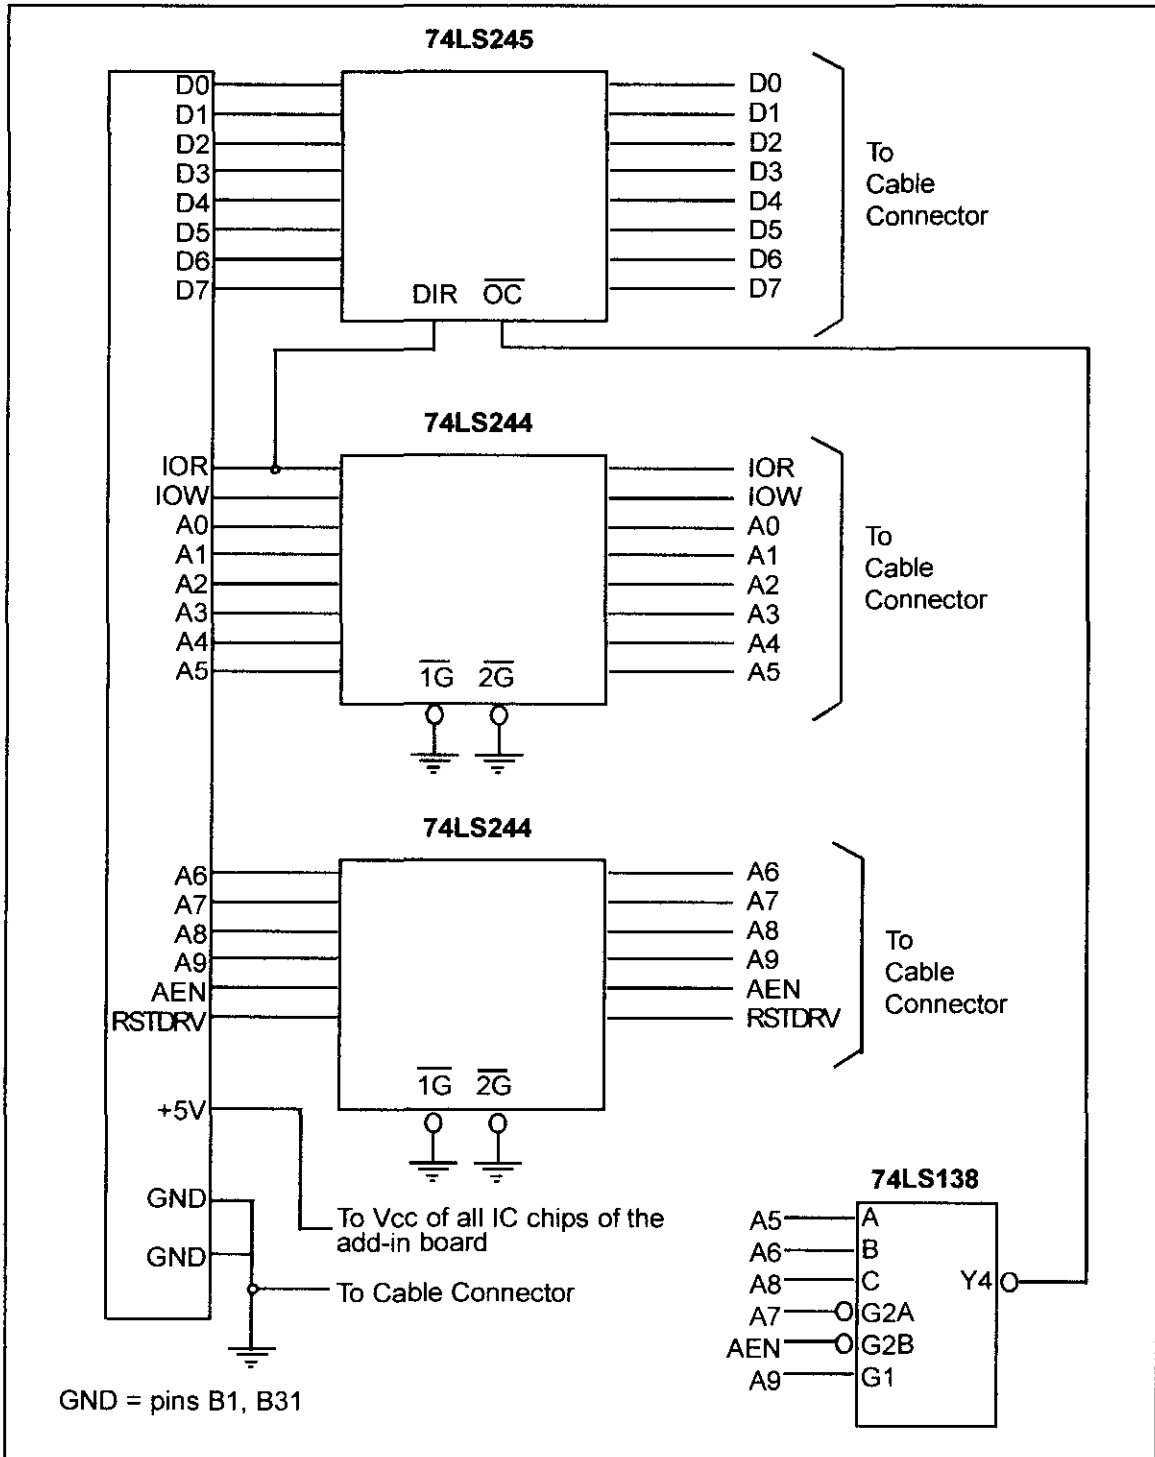 74LS245
D0 D0
D1 D1
D2 D2
D3 D3
D4 D4
D5 D5
D6 D6
D7 D7
DIR OC
To
Cable
Connector
74LS244
IOR IOR
IOW IOW
A0 A0
A1 A1
A2 A2
A3 A3
A4 A4
A5 A5
1G 2G
To
Cable
Connector
74LS244
A6 A6
A7 A7
A8 A8
A9 A9
AEN AEN
RSTDRV RSTDRV
1G 2G
To
Cable
Connector
+5V
GND
GND
To Vcc of all IC chips of the
add-in board
To Cable Connector
GND = pins B1, B31
74LS138
A5 A
A6 B
A8 C Y4
A7 G2A
AEN G2B
A9 G1